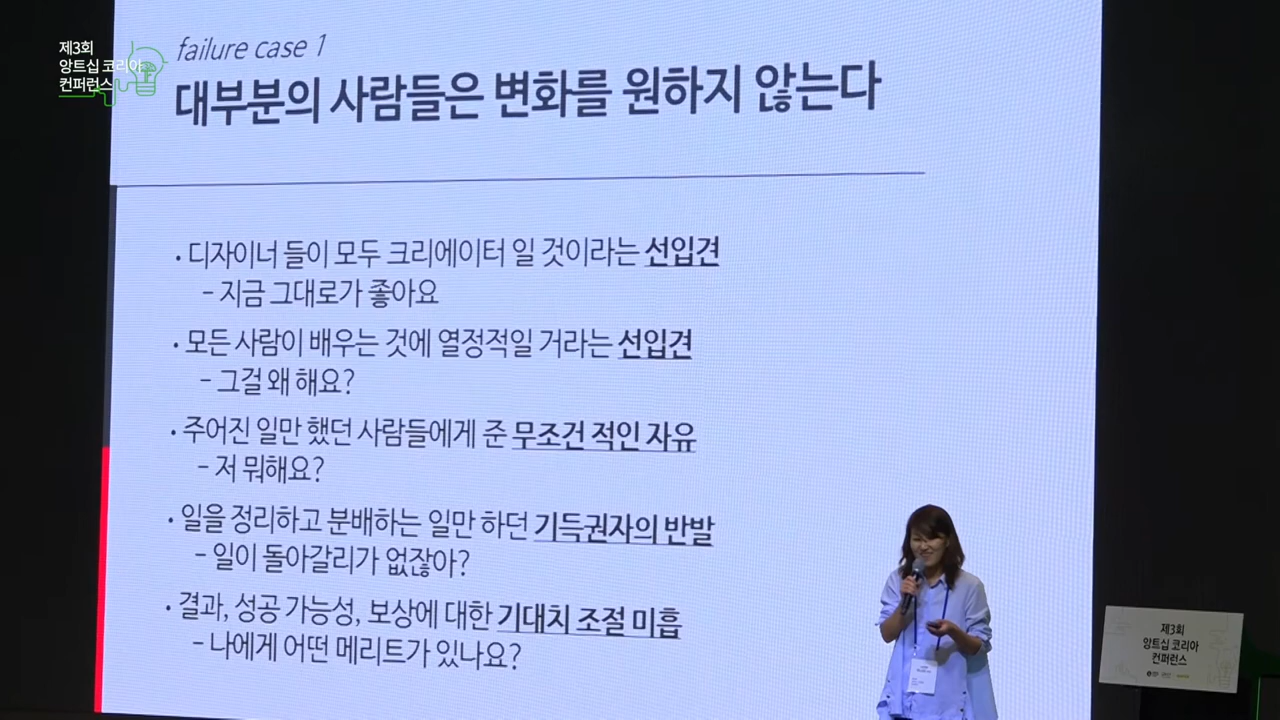 제3회
앙트십 코리아
컨퍼런스
failure case 1
대부분의 사람들은 변화를 원하지 않는다
• 디자이너 들이 모두 크리에이터 일 것이라는 선입견
– 지금 그대로가 좋아요
• 모든 사람이 배우는 것에 열정적일 거라는 선입견
– 그걸 왜 해요?
• 주어진 일만 했던 사람들에게 준 무조건 적인 자유
– 저 뭐해요?
• 일을 정리하고 분배하는 일만 하던 기득권자의 반발
– 일이 돌아갈리가 없잖아?
• 결과, 성공 가능성, 보상에 대한 기대치 조절 미흡
– 나에게 어떤 메리트가 있나요?
제3회
앙트십 코리아
컨퍼런스